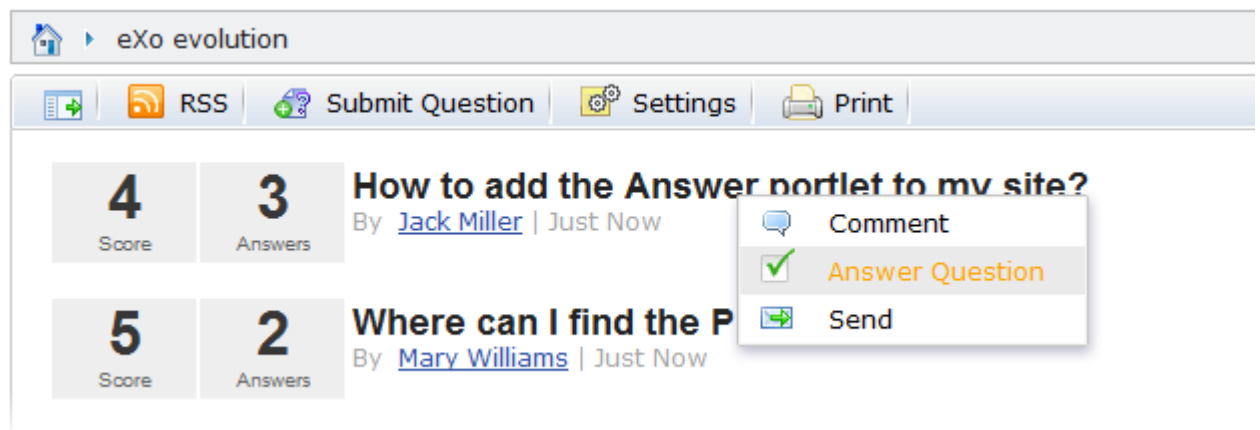 eXo evolution
RSS Submit Question Settings Print
4 3 How to add the Answer portlet to my site?
Score Answers By Jack Miller | Just Now
Comment
Answer Question
Send
5 2 Where can I find the P
Score Answers By Mary Williams | Just Now